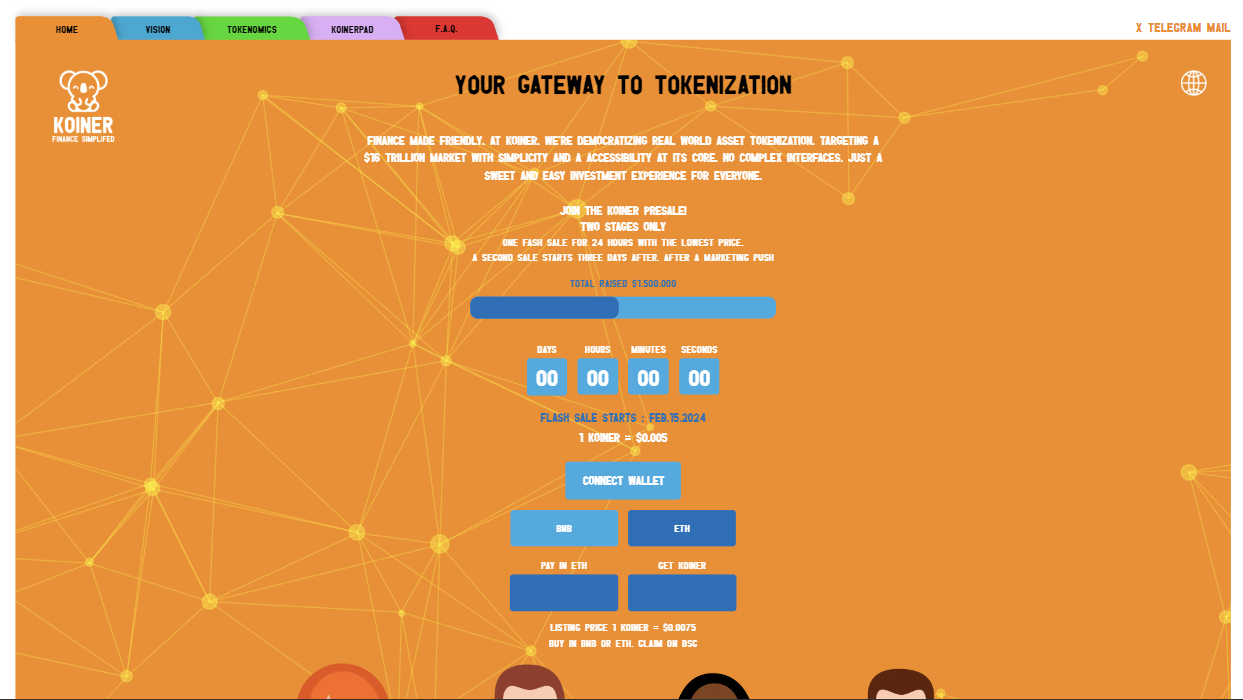 HOME
VISION
TOKENOMICS
KOINERPAD
F.A.Q.
X TELEGRAM MAIL
KOINER
FINANCE SIMPLIFED
YOUR GATEWAY TO TOKENIZATION
FINANCE MADE FRIENDLY. AT KOINER. WE'RE DEMOCRATIZING REAL WORLD ASSET TOKENIZATION. TARGETING A
$16 TRILLION MARKET WITH SIMPLICITY AND A ACCESSIBILITY AT ITS CORE. NO COMPLEX INTERFACES. JUST A
SWEET AND EASY INVESTMENT EXPERIENCE FOR EVERYONE.
JOIN THE KOINER PRESALE!
TWO STAGES ONLY
ONE FASH SALE FOR 24 HOURS WITH THE LOWEST PRICE.
A SECOND SALE STARTS THREE DAYS AFTER. AFTER A MARKETING PUSH
TOTAL RAISED $1.500.000
DAYS HOURS MINUTES SECONDS
00 00 00 00
FLASH SALE STARTS : FEB.15.2024
1 KOINER = $0.005
CONNECT WALLET
BNB ETH
PAY IN ETH GET KOINER
LISTING PRICE 1 KOINER = $0.0075
BUY IN BNB OR ETH. CLAIM ON BSC